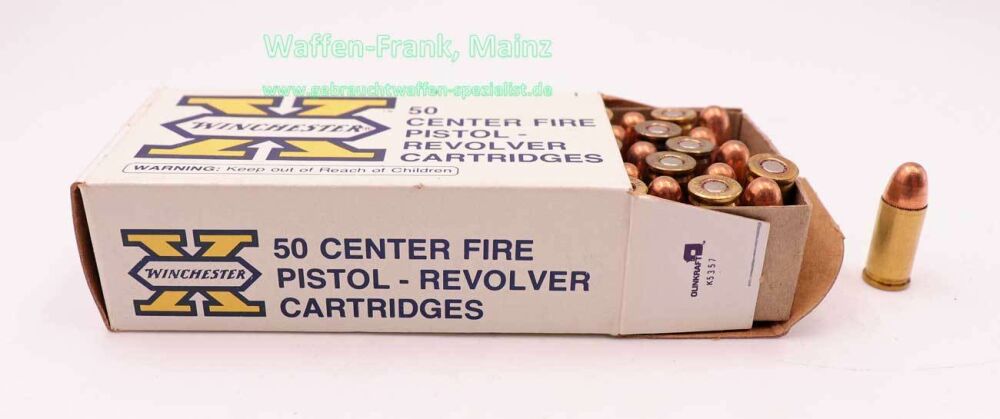 Waffen-Frank, Mainz
www.gebrauchtwaffen-spezialist.de
X
WINCHESTER®
50
CENTER FIRE
PISTOL -
REVOLVER
CARTRIDGES
WARNING: Keep out of Reach of Children
X
WINCHESTER
50 CENTER FIRE
PISTOL - REVOLVER
CARTRIDGES
OLINKRAFT™
K5357